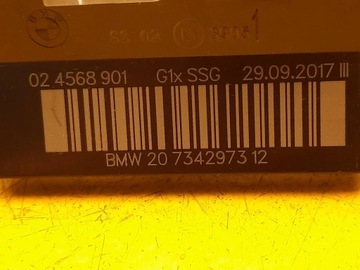 02 4568 901 G1x SSG 29.09.2017 III
BMW 20 7342973 12